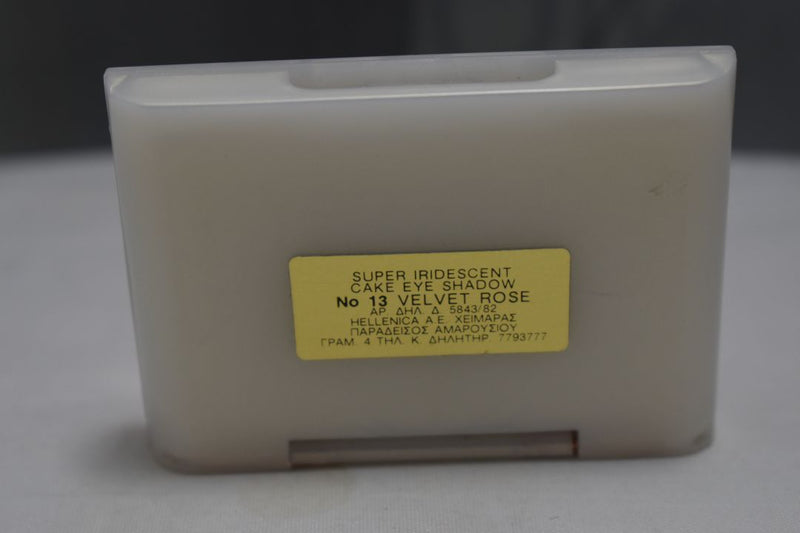 SUPER IRIDESCENT
CAKE EYE SHADOW
No 13 VELVET ROSE
ΑΡ. ΔΗΛ. Δ. 5843/82
HELLENICA A.E. ΧΕΙΜΑΡΑΣ
ΠΑΡΑΔΕΙΣΟΣ ΑΜΑΡΟΥΣΙΟΥ
ΓΡΑΜ. 4 ΤΗΛ. Κ. ΔΗΛΗΤΗΡ. 7793777